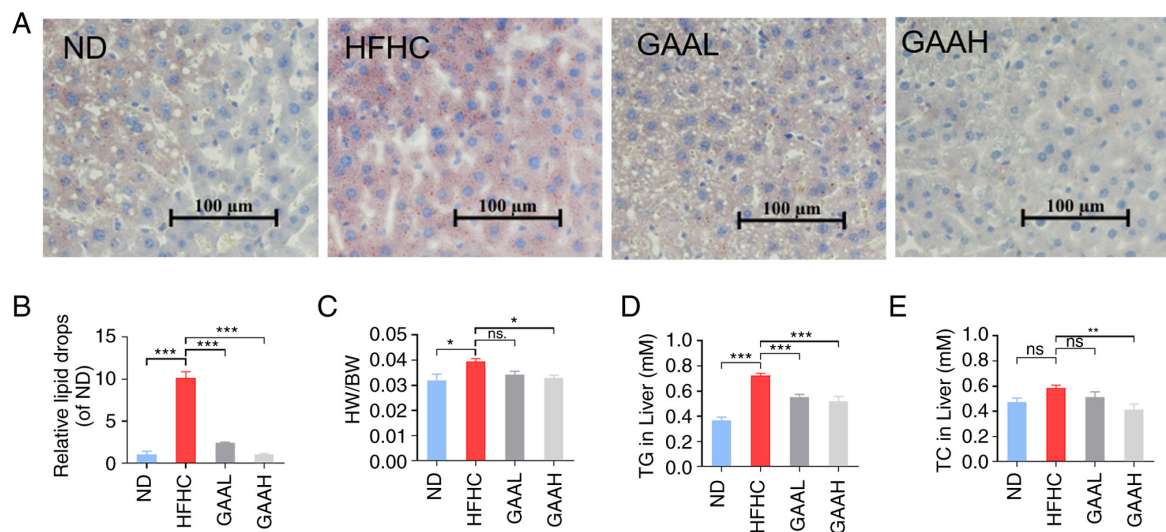 A
ND
HFHC
GAAL
GAAH
100 µm
100 µm
100 µm
100 µm
B
Relative lipid drops
(of ND)
15
10
5
0
***
***
***
ND
HFHC
GAAL
GAAH
C
HW/BW
0.05
0.04
0.03
0.02
0.01
0.00
*
ns.
*
ND
HFHC
GAAL
GAAH
D
TG in Liver (mM)
1.0
0.8
0.6
0.4
0.2
0.0
***
***
***
ND
HFHC
GAAL
GAAH
E
TC in Liver (mM)
1.0
0.8
0.6
0.4
0.2
0.0
ns
ns
**
ND
HFHC
GAAL
GAAH